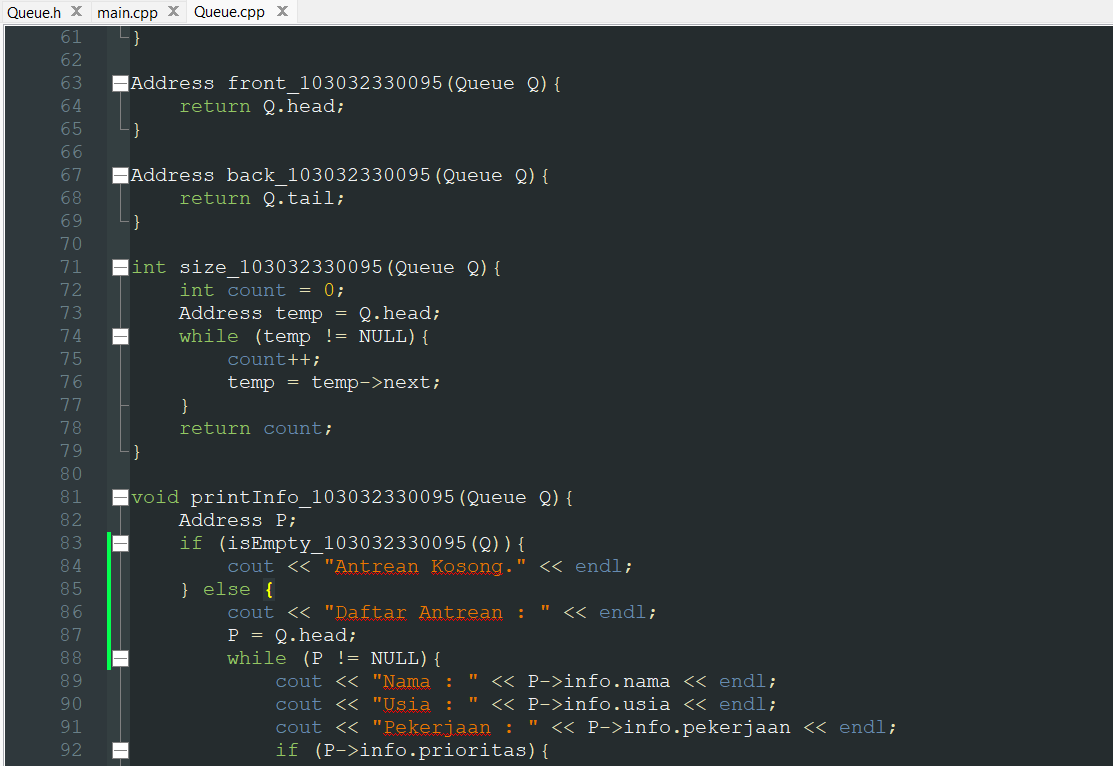 Queue.h × main.cpp × Queue.cpp ×
61 }
62
63 Address front_103032330095(Queue Q){
64     return Q.head;
65 }
66
67 Address back_103032330095(Queue Q){
68     return Q.tail;
69 }
70
71 int size_103032330095(Queue Q){
72     int count = 0;
73     Address temp = Q.head;
74     while (temp != NULL){
75         count++;
76         temp = temp->next;
77     }
78     return count;
79 }
80
81 void printInfo_103032330095(Queue Q){
82     Address P;
83     if (isEmpty_103032330095(Q)){
84         cout << "Antrean Kosong." << endl;
85     } else {
86         cout << "Daftar Antrean : " << endl;
87         P = Q.head;
88         while (P != NULL){
89             cout << "Nama : " << P->info.nama << endl;
90             cout << "Usia : " << P->info.usia << endl;
91             cout << "Pekerjaan : " << P->info.pekerjaan << endl;
92             if (P->info.prioritas){